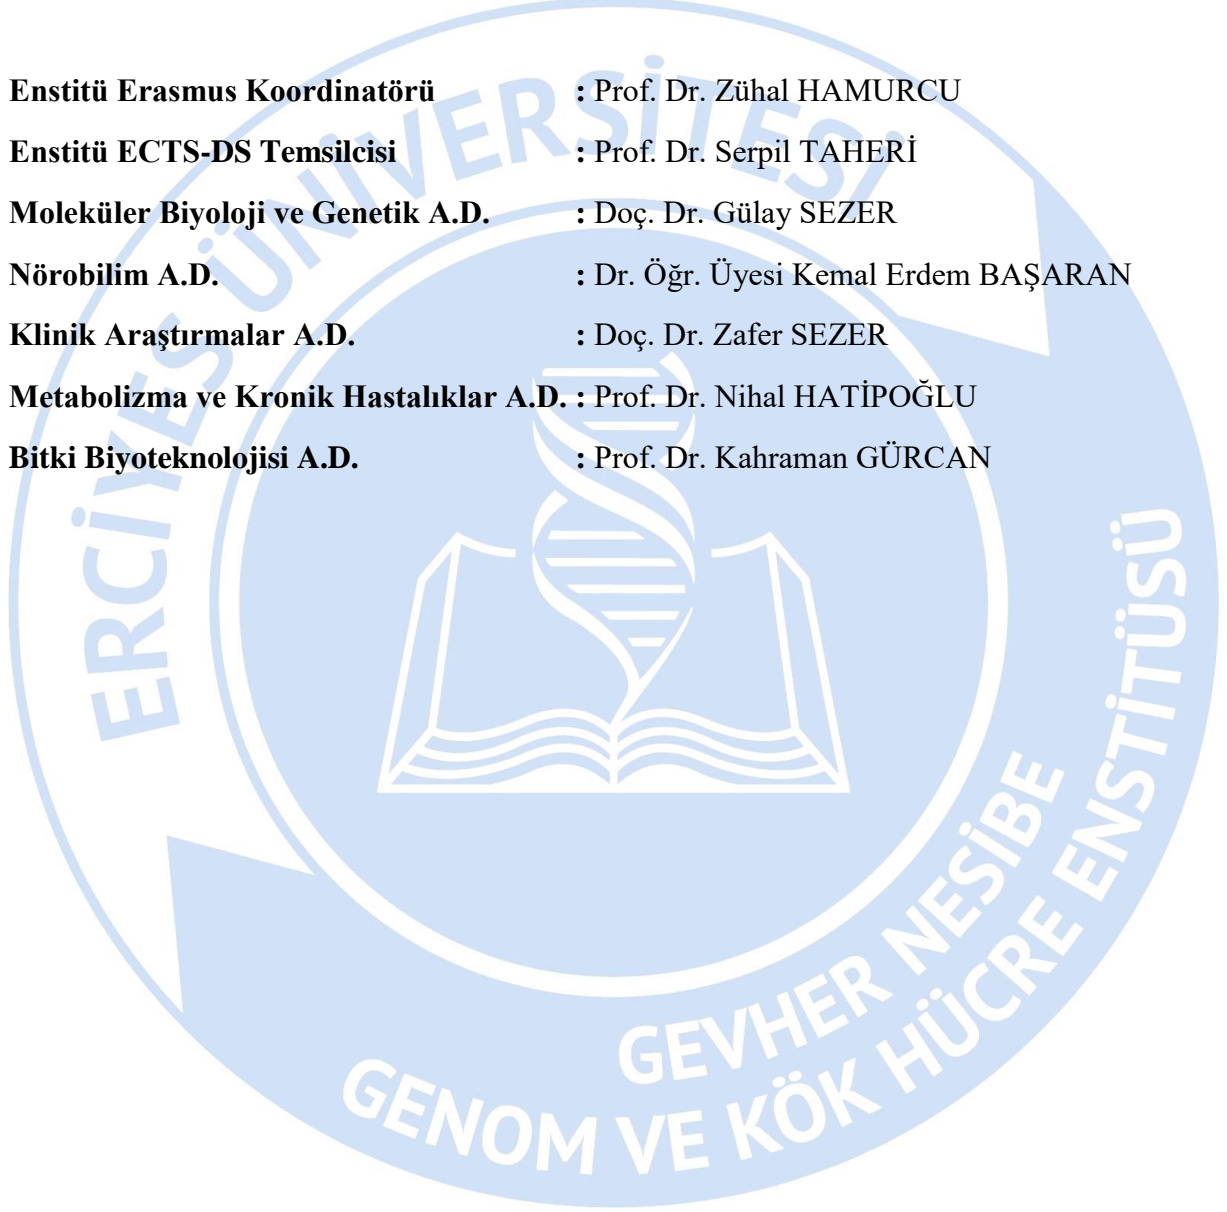 Enstitü Erasmus Koordinatörü : Prof. Dr. Zühal HAMURCU
Enstitü ECTS-DS Temsilcisi : Prof. Dr. Serpil TAHERİ
Moleküler Biyoloji ve Genetik A.D. : Doç. Dr. Gülay SEZER
Nörobilim A.D. : Dr. Öğr. Üyesi Kemal Erdem BAŞARAN
Klinik Araştırmalar A.D. : Doç. Dr. Zafer SEZER
Metabolizma ve Kronik Hastalıklar A.D. : Prof. Dr. Nihal HATİPOĞLU
Bitki Biyoteknolojisi A.D. : Prof. Dr. Kahraman GÜRCAN
ERCİYES ÜNİVERSİTESİ
GEVHER NESİBE
GENOM VE KÖK HÜCRE ENSTİTÜSÜ